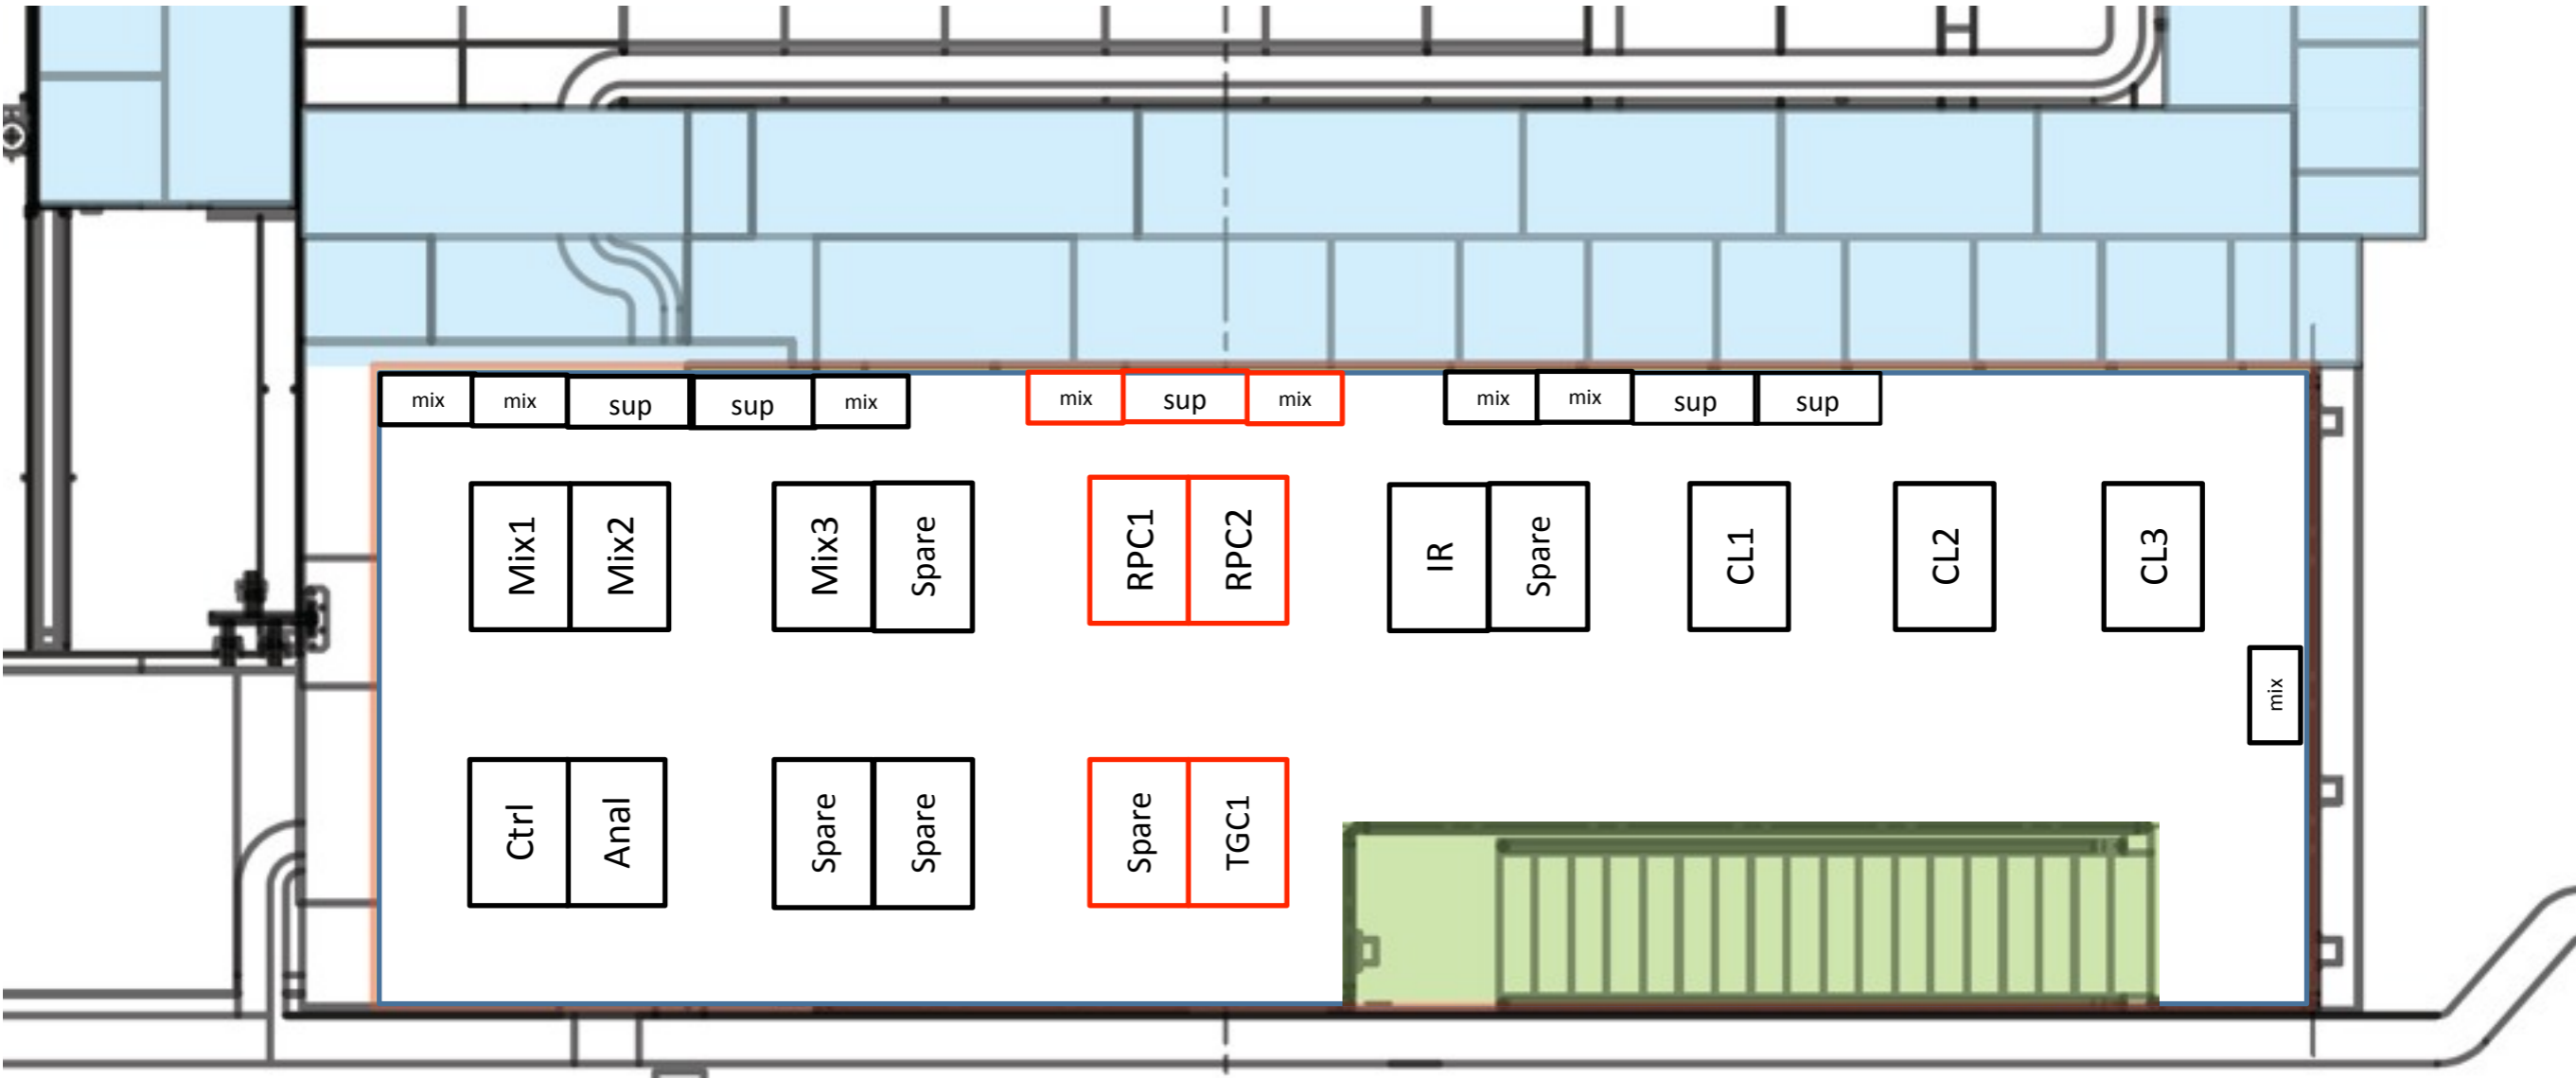 mix mix sup sup mix mix sup mix mix mix sup sup
Mix1 Mix2 Mix3 Spare RPC1 RPC2 IR Spare CL1 CL2 CL3
mix
Ctrl Anal Spare Spare Spare TGC1